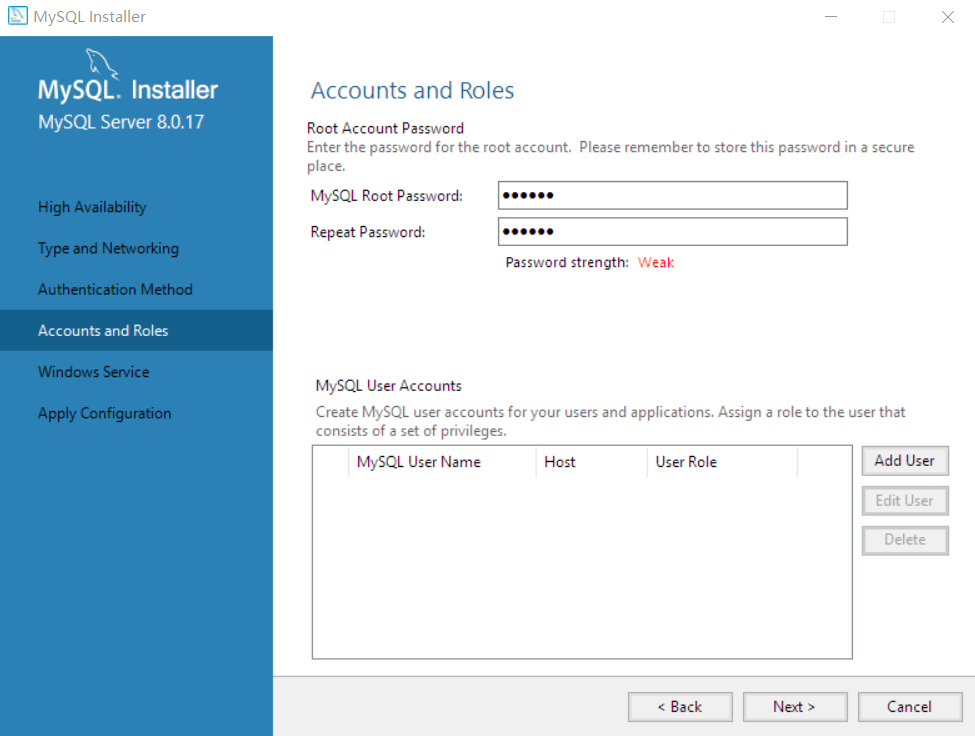 MySQL Installer
MySQL. Installer
MySQL Server 8.0.17
High Availability
Type and Networking
Authentication Method
Accounts and Roles
Windows Service
Apply Configuration
Accounts and Roles
Root Account Password
Enter the password for the root account.  Please remember to store this password in a secure
place.
MySQL Root Password: ●●●●●●
Repeat Password: ●●●●●●
Password strength: Weak
MySQL User Accounts
Create MySQL user accounts for your users and applications. Assign a role to the user that
consists of a set of privileges.
MySQL User Name Host User Role
Add User
Edit User
Delete
< Back Next > Cancel